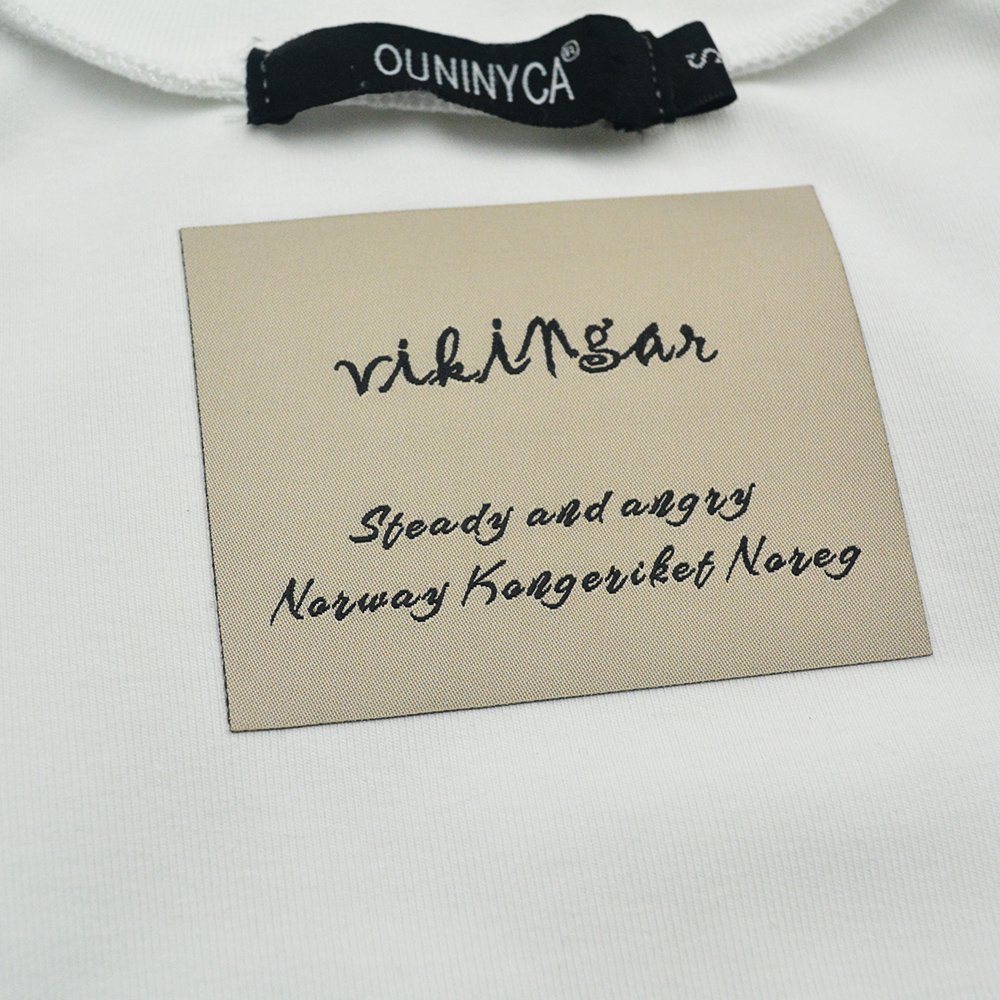 OUNINYCA®
S
vikingar
Steady and angry
Norway Kongeriket Noreg